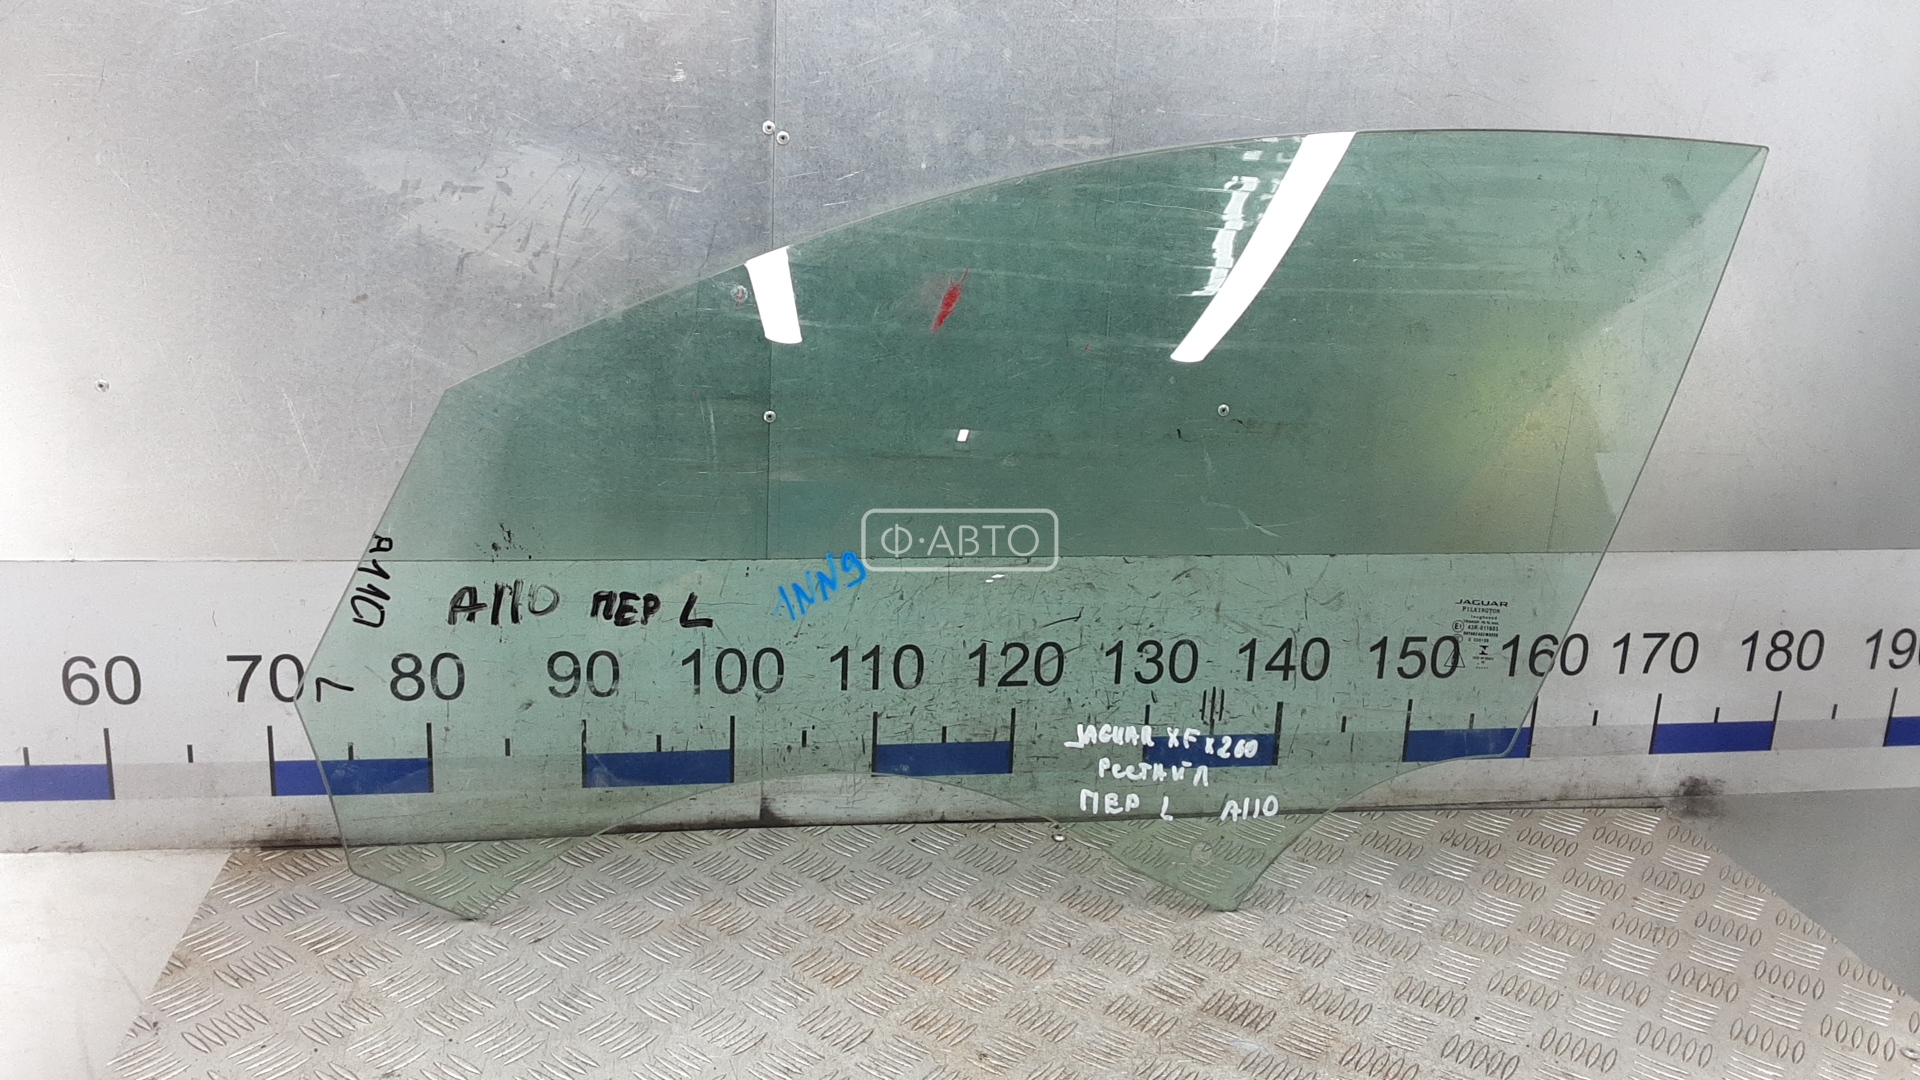 Ф·АВТО
A110
A110 ПЕР L
1NN9
JAGUAR
PILKINGTON
Л
60 70 80 90 100 110 120 130 140 150 160 170 180 190
JAGUAR XF X260
РЕСТАЙЛ
ПЕР L A110